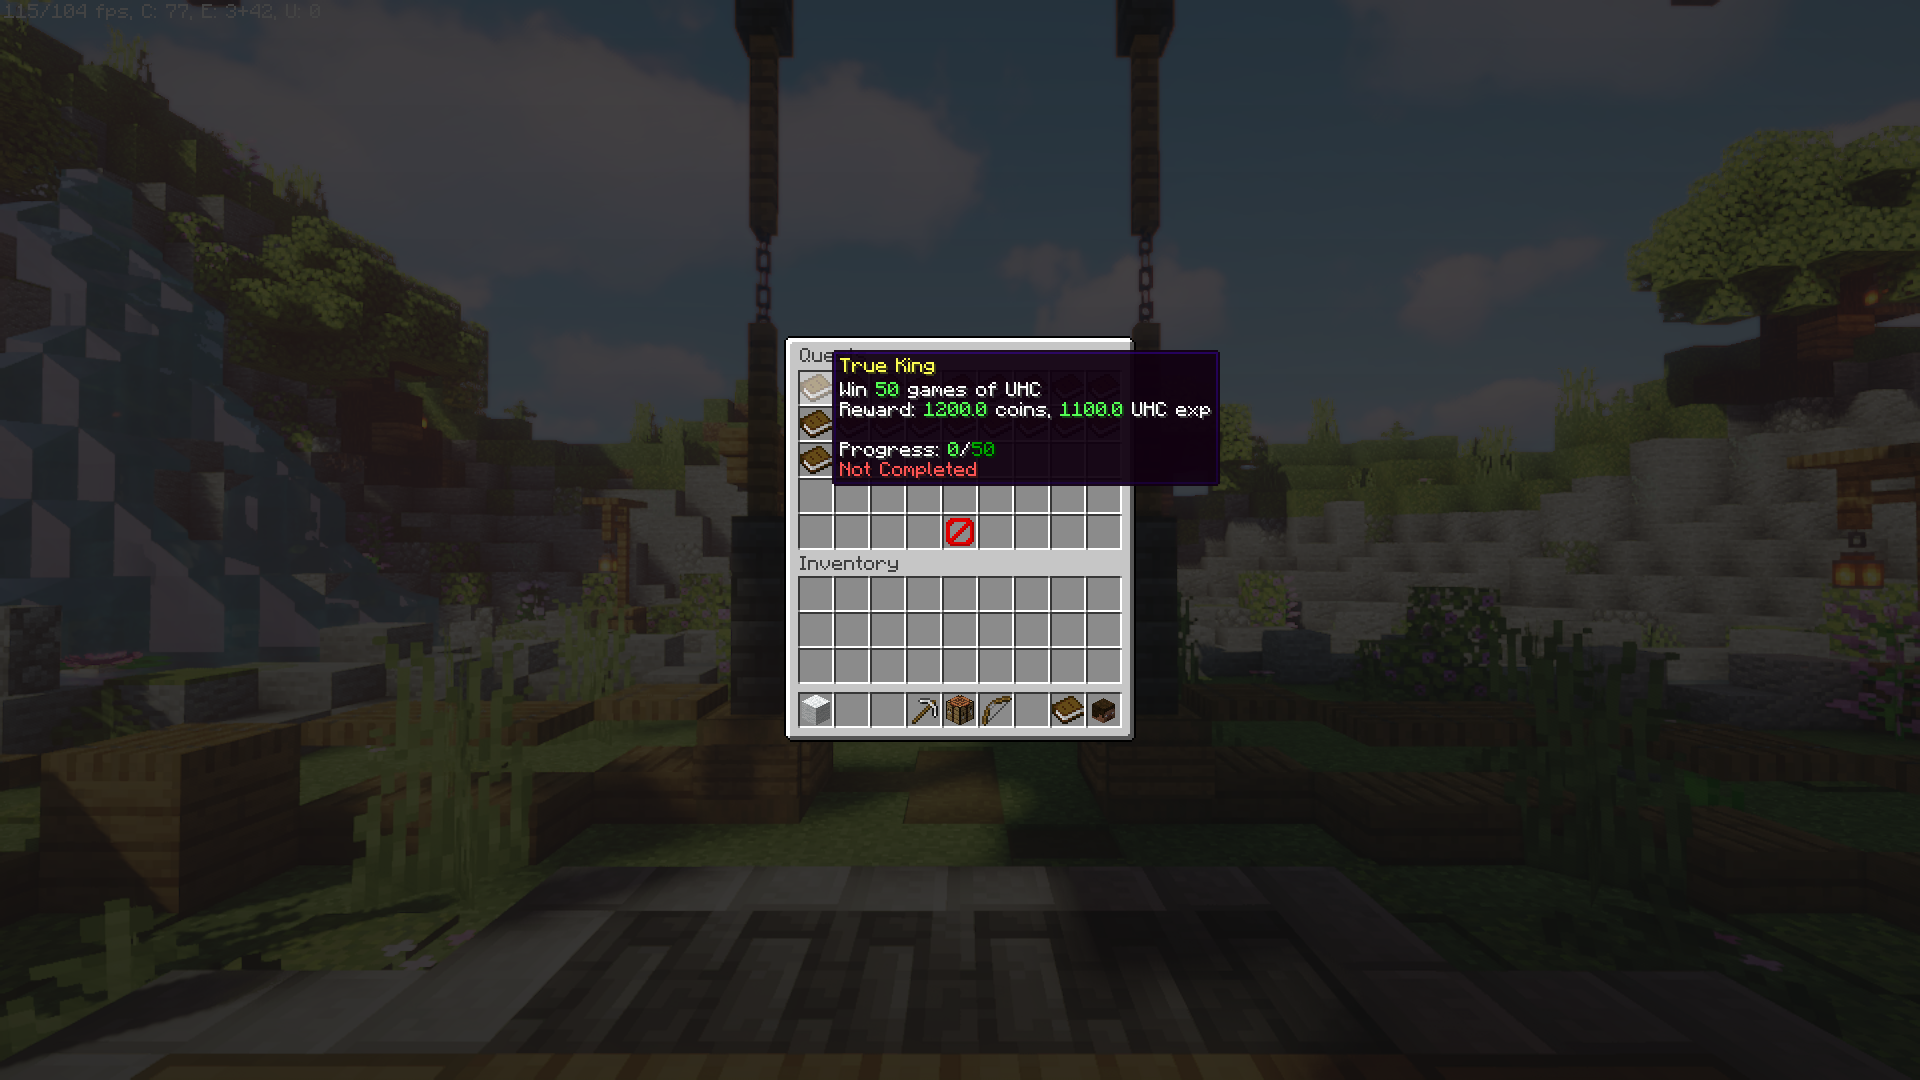 115/104 fps, C: 77, E: 3+42, U: 0
True King
Win 50 games of UHC
Reward: 1200.0 coins, 1100.0 UHC exp
Progress: 0/50
Not Completed
Inventory